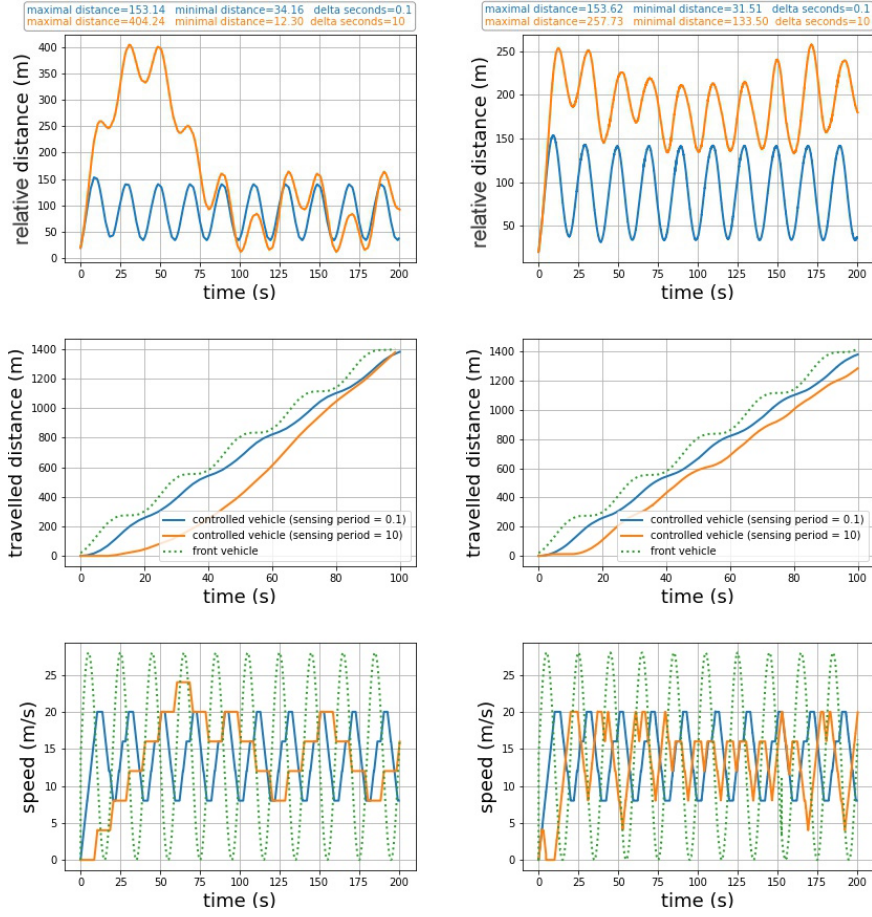 maximal distance=153.14 minimal distance=34.16 delta seconds=0.1
maximal distance=404.24 minimal distance=12.30 delta seconds=10
400
350
300
250
200
150
100
50
0
relative distance (m)
0 25 50 75 100 125 150 175 200
time (s)
maximal distance=153.62 minimal distance=31.51 delta seconds=0.1
maximal distance=257.73 minimal distance=133.50 delta seconds=10
250
200
150
100
50
relative distance (m)
0 25 50 75 100 125 150 175 200
time (s)
1400
1200
1000
800
600
400
200
0
travelled distance (m)
controlled vehicle (sensing period = 0.1)
controlled vehicle (sensing period = 10)
front vehicle
0 20 40 60 80 100
time (s)
1400
1200
1000
800
600
400
200
0
travelled distance (m)
controlled vehicle (sensing period = 0.1)
controlled vehicle (sensing period = 10)
front vehicle
0 20 40 60 80 100
time (s)
25
20
15
10
5
0
speed (m/s)
0 25 50 75 100 125 150 175 200
time (s)
25
20
15
10
5
0
speed (m/s)
0 25 50 75 100 125 150 175 200
time (s)